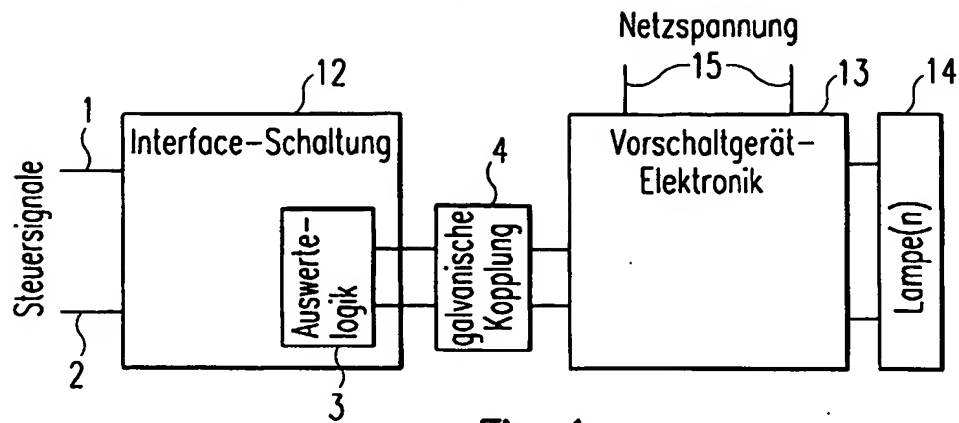 Netzspannung
15
12
13
14
1
Interface-Schaltung
Vorschaltgerät-
Elektronik
4
Steuersignale
Auswerte-
logik
galvanische
Kopplung
Lampe(n)
2
3